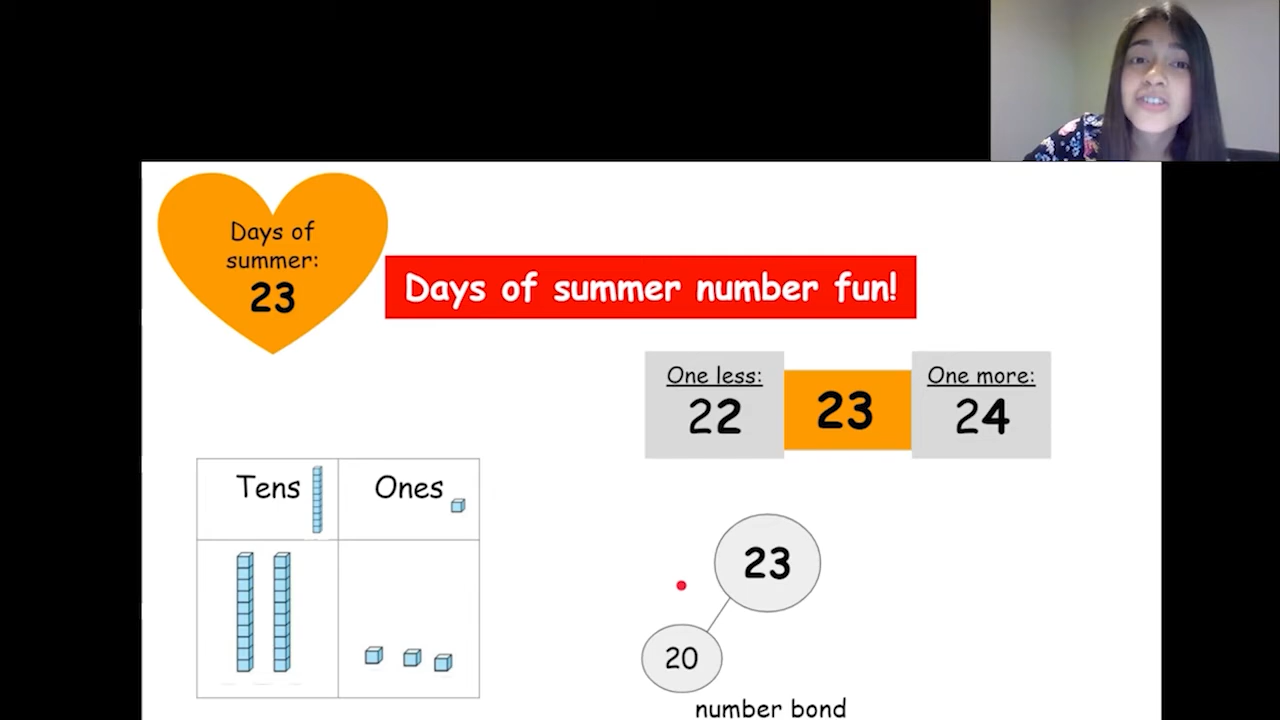 Days of
summer:
23
Days of summer number fun!
One less:
22
23
One more:
24
Tens
Ones
23
20
number bond